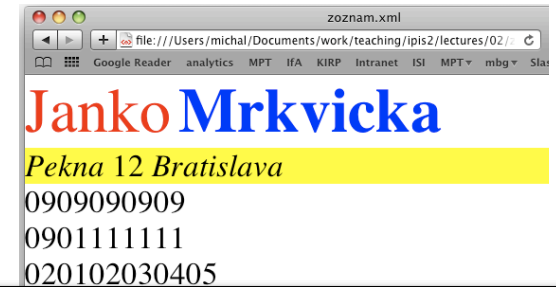 zoznam.xml
file:///Users/michal/Documents/work/teaching/ipis2/lectures/02/
Google Reader analytics MPT IfA KIRP Intranet ISI MPT▾ mbg▾ Slas
Janko Mrkvicka
Pekna 12 Bratislava
0909090909
0901111111
020102030405